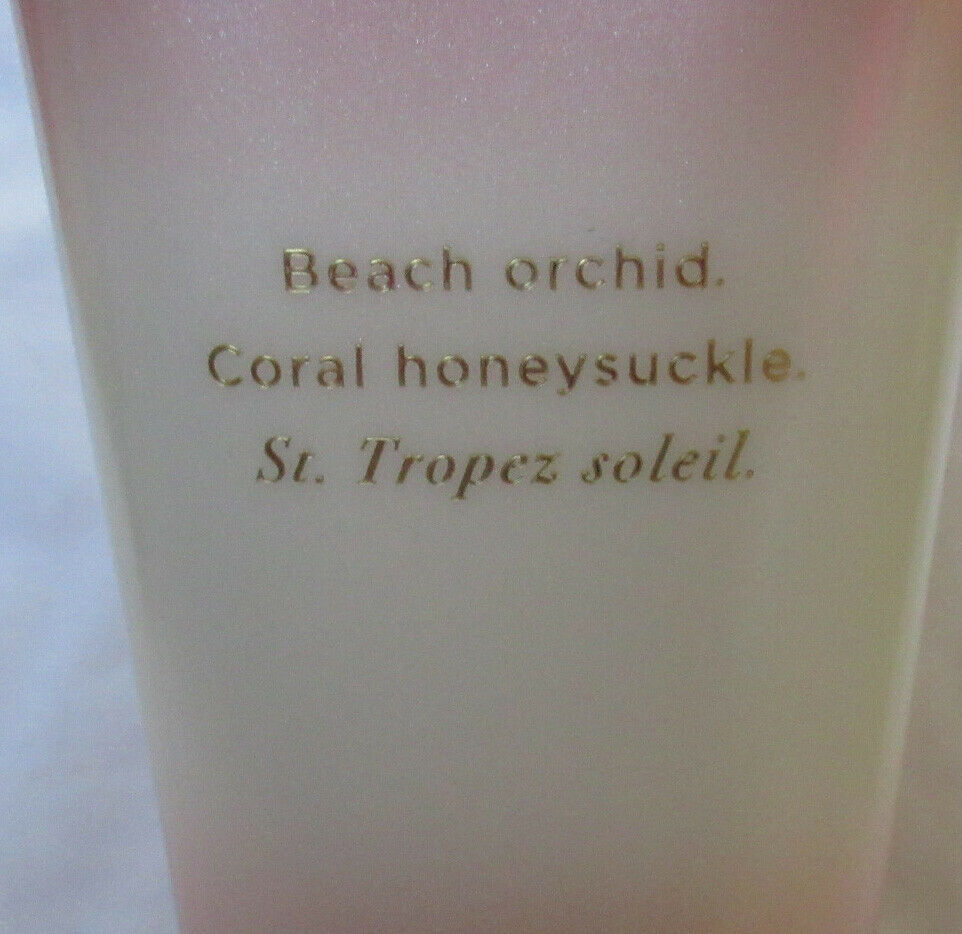 Beach orchid.
Coral honeysuckle.
St. Tropez soleil.